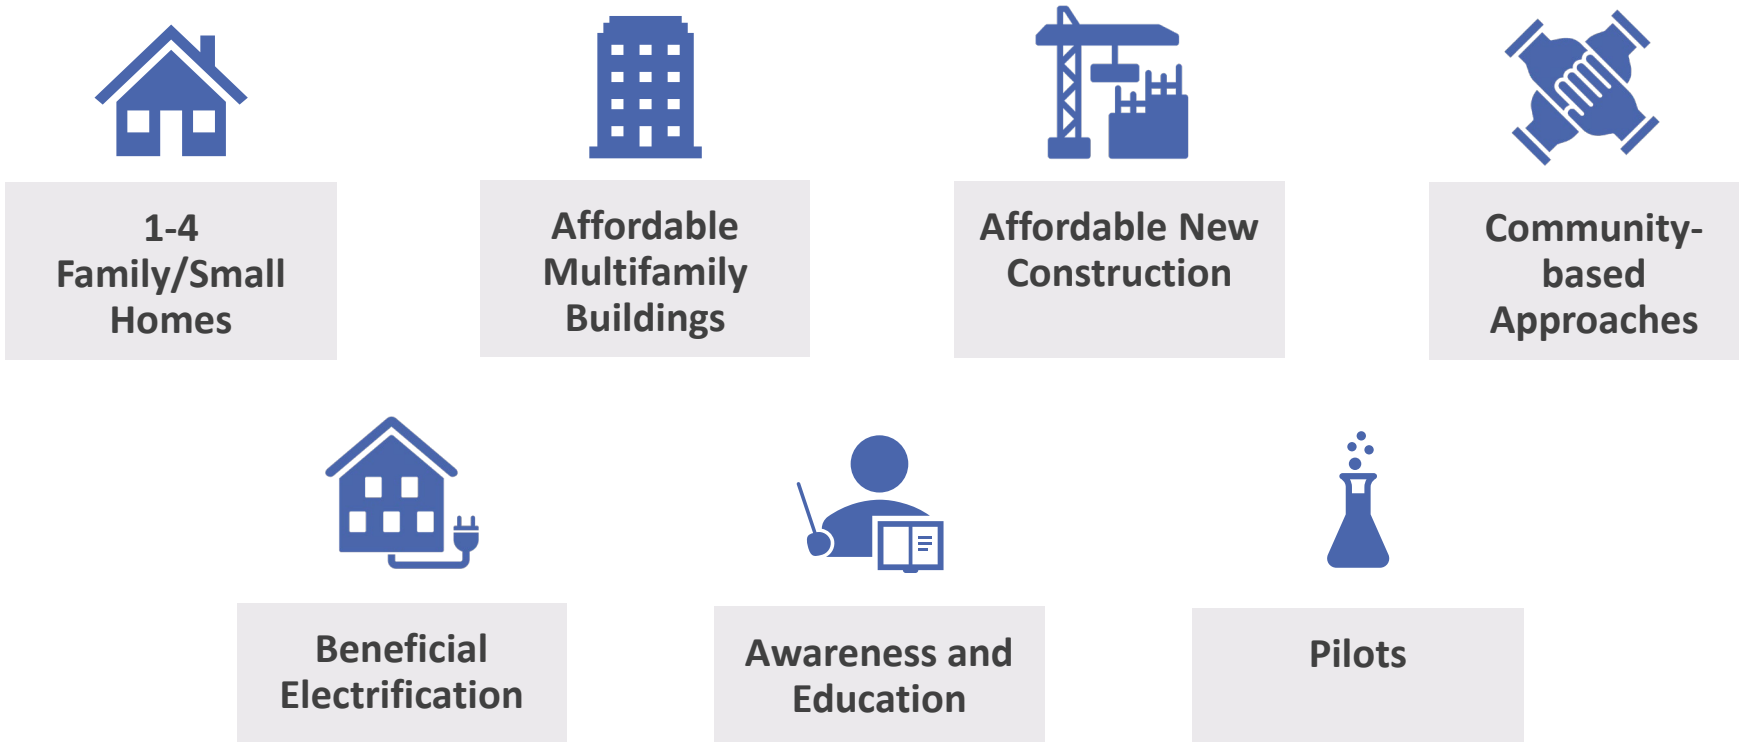 1-4
Family/Small
Homes
Affordable
Multifamily
Buildings
Affordable New
Construction
Community-
based
Approaches
Beneficial
Electrification
Awareness and
Education
Pilots